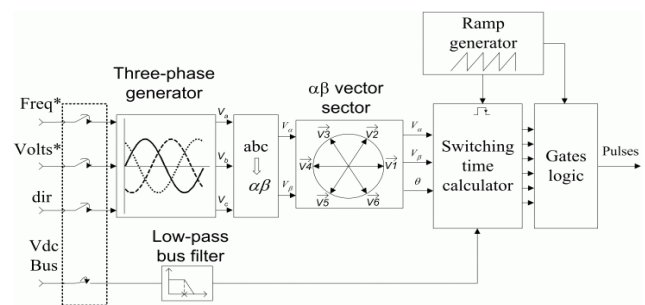 Ramp
generator
Three-phase
generator
αβ vector
sector
Freq*
Volts*
dir
Vdc
Bus
Va
Vb
Vc
abc
⇩
αβ
Vα
Vβ
V3
V2
V4
V1
V5
V6
Vα
Vβ
θ
Switching
time
calculator
Gates
logic
Pulses
Low-pass
bus filter